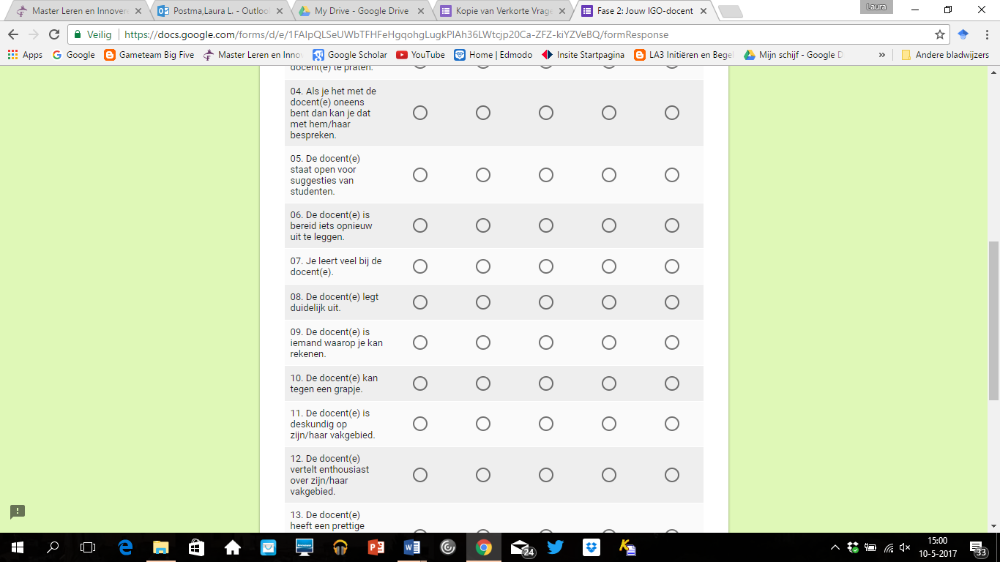 Laura
Master Leren en Innover
Postma,Laura L. - Outloo
My Drive - Google Drive
Kopie van Verkorte Vrage
Fase 2: Jouw IGO-docent
Veilig
https://docs.google.com/forms/d/e/1FAIpQLSeUWbTFHFeHgqohgLugkPlAh36LWtcjp20Ca-ZFZ-kiYZVeBQ/formResponse
Apps
Google
Gameteam Big Five
Master Leren en Inno
Google Scholar
YouTube
Home | Edmodo
Insite Startpagina
LA3 Initiëren en Bege
Mijn schijf - Google D
»
Andere bladwijzers
docent(e) te praten.
04. Als je het met de
docent(e) oneens
bent dan kan je dat
met hem/haar
bespreken.
05. De docent(e)
staat open voor
suggesties van
studenten.
06. De docent(e) is
bereid iets opnieuw
uit te leggen.
07. Je leert veel bij de
docent(e).
08. De docent(e) legt
duidelijk uit.
09. De docent(e) is
iemand waarop je kan
rekenen.
10. De docent(e) kan
tegen een grapje.
11. De docent(e) is
deskundig op
zijn/haar vakgebied.
12. De docent(e)
vertelt enthousiast
over zijn/haar
vakgebied.
13. De docent(e)
heeft een prettige
24
15:00
10-5-2017
33